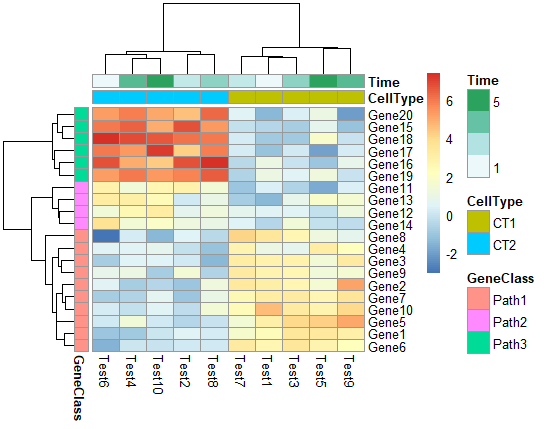 Time
CellType
Gene20
Gene15
Gene18
Gene17
Gene16
Gene19
Gene11
Gene13
Gene12
Gene14
Gene8
Gene4
Gene3
Gene9
Gene2
Gene7
Gene10
Gene5
Gene1
Gene6
GeneClass
Test6
Test4
Test10
Test2
Test8
Test7
Test1
Test3
Test5
Test9
6
4
2
0
-2
Time
5
1
CellType
CT1
CT2
GeneClass
Path1
Path2
Path3